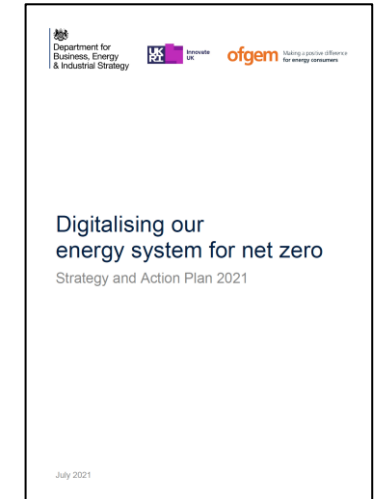 Department for
Business, Energy
& Industrial Strategy
UK
RI
Innovate
UK
ofgem
Making a positive difference
for energy consumers
Digitalising our
energy system for net zero
Strategy and Action Plan 2021
July 2021